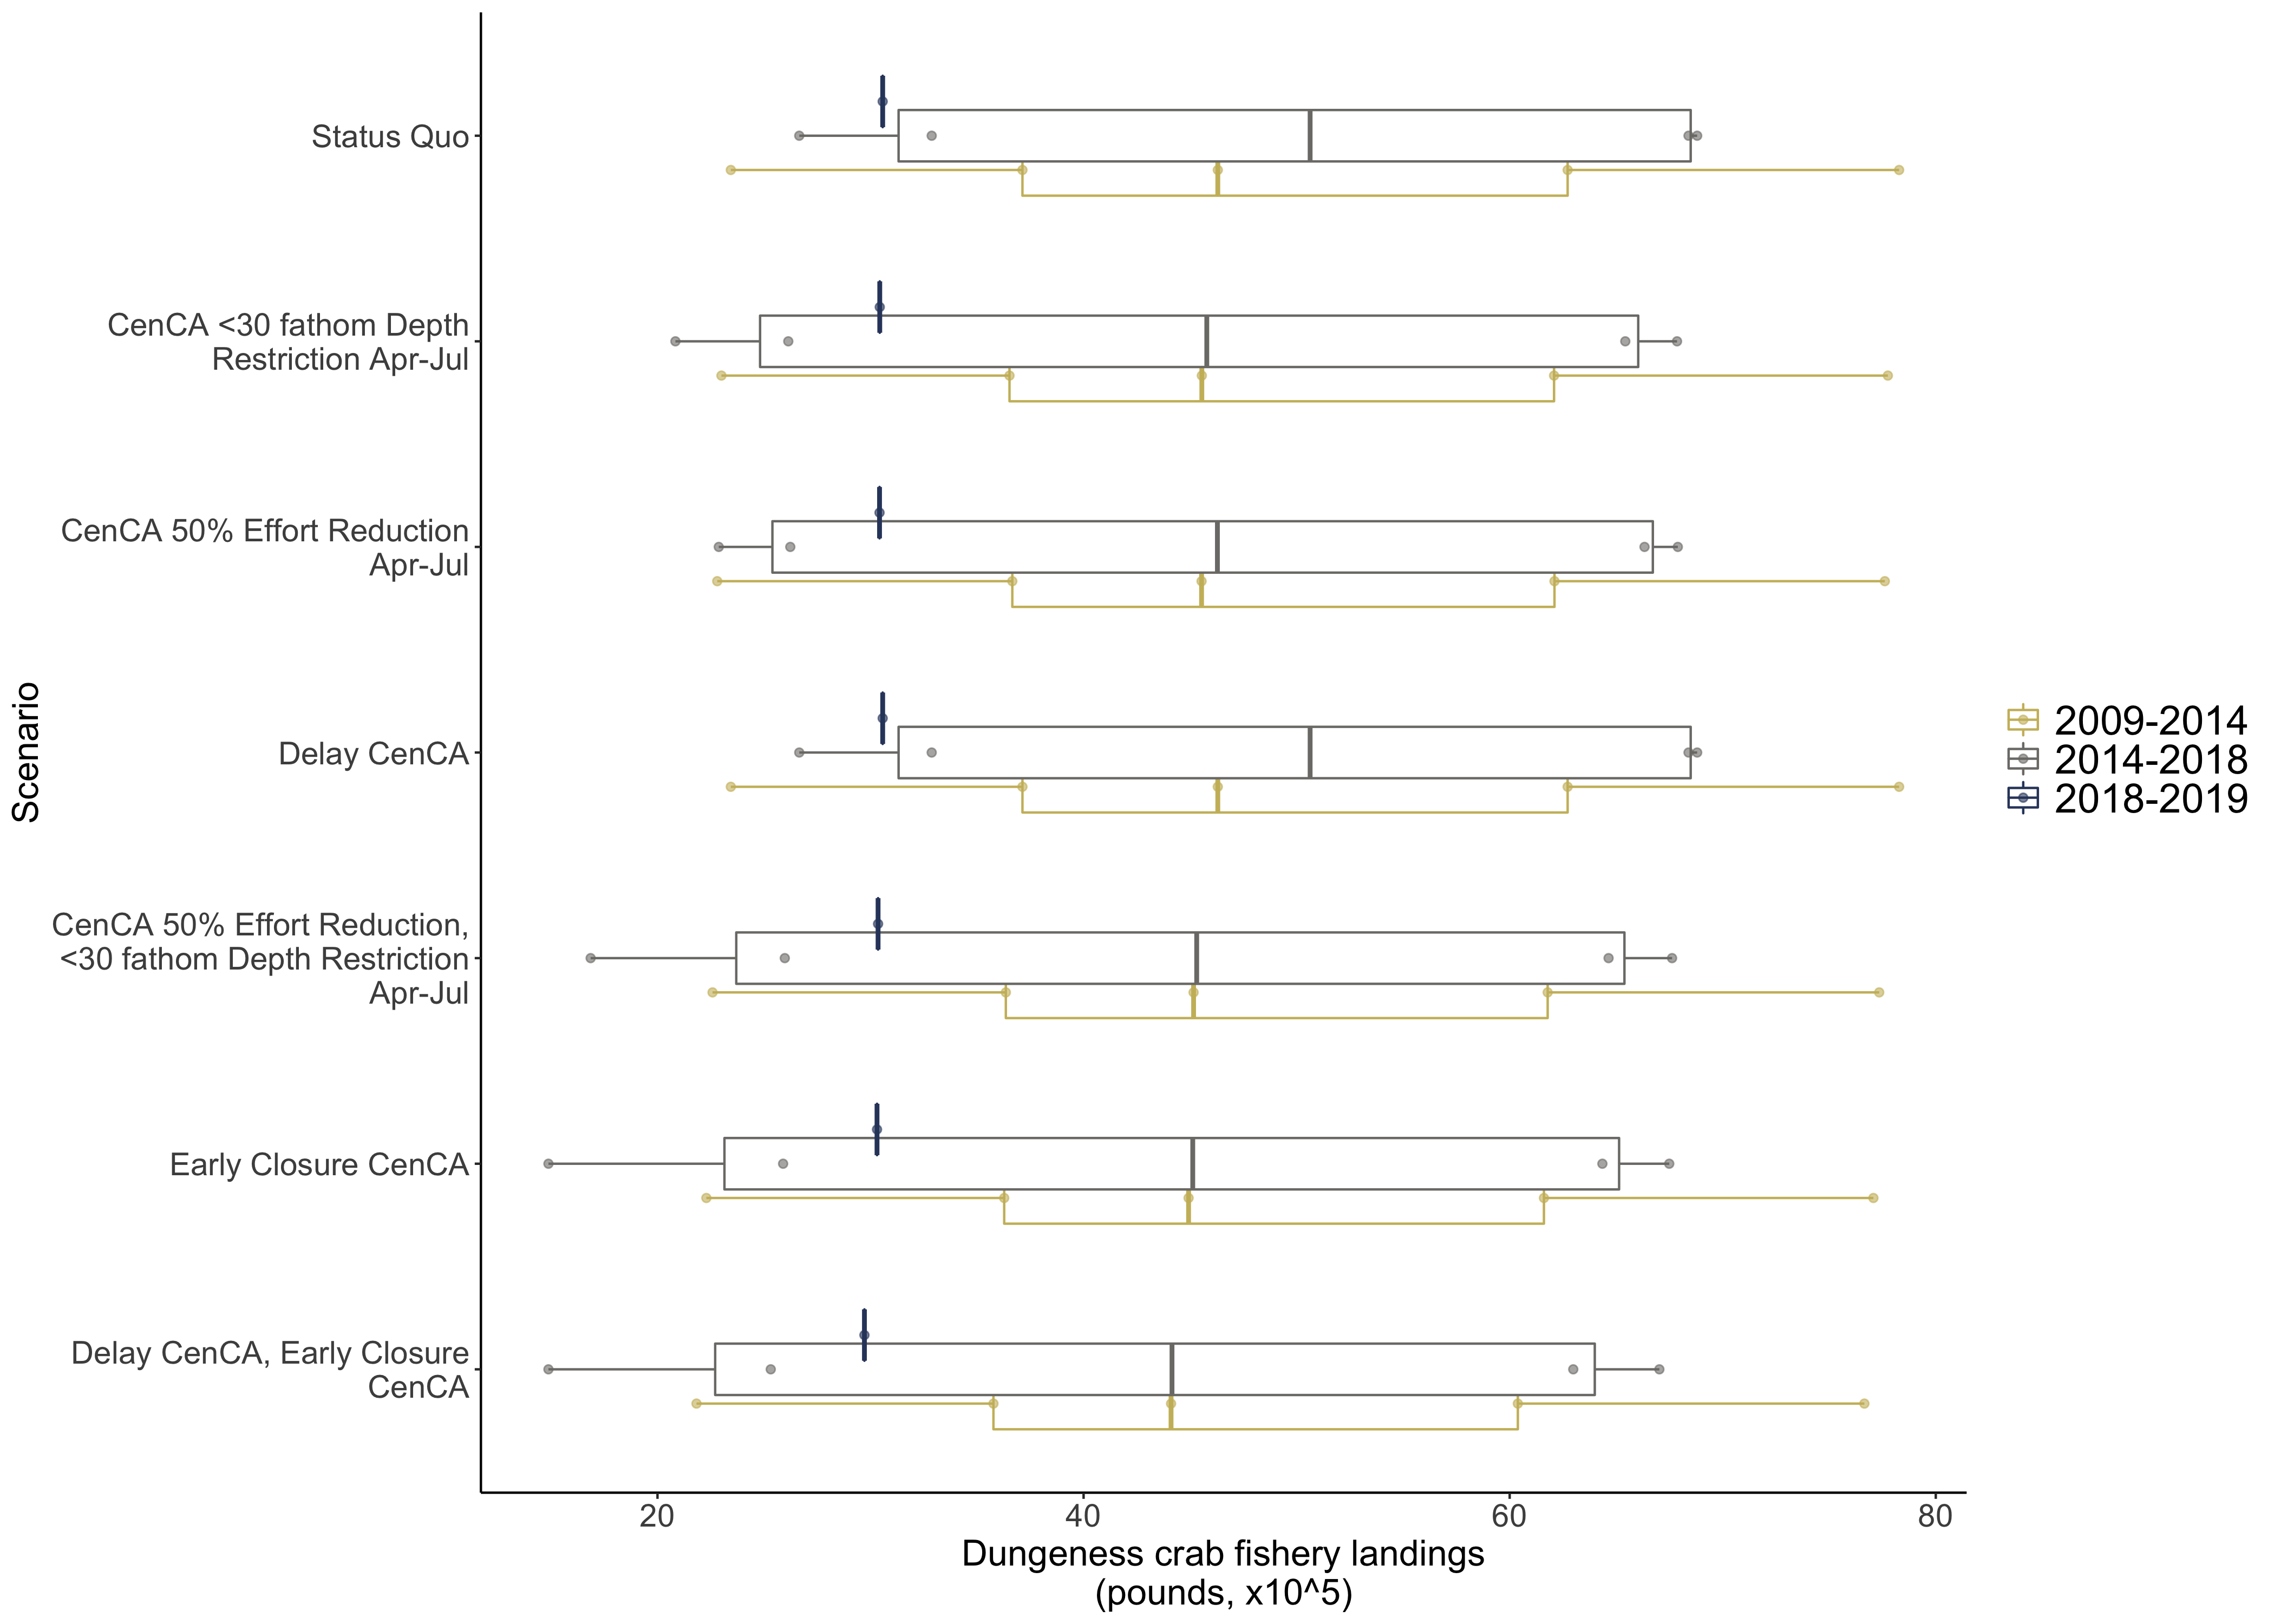 Status Quo
CenCA <30 fathom Depth
Restriction Apr-Jul
CenCA 50% Effort Reduction
Apr-Jul
Delay CenCA
CenCA 50% Effort Reduction,
<30 fathom Depth Restriction
Apr-Jul
Early Closure CenCA
Delay CenCA, Early Closure
CenCA
Scenario
20 40 60 80
Dungeness crab fishery landings
(pounds, x10^5)
2009-2014
2014-2018
2018-2019